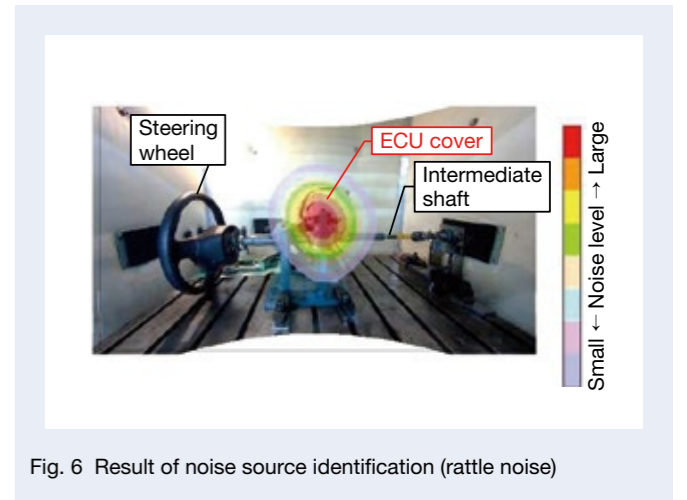 Steering
wheel
ECU cover
Intermediate
shaft
Small ← Noise level → Large
Fig. 6 Result of noise source identification (rattle noise)